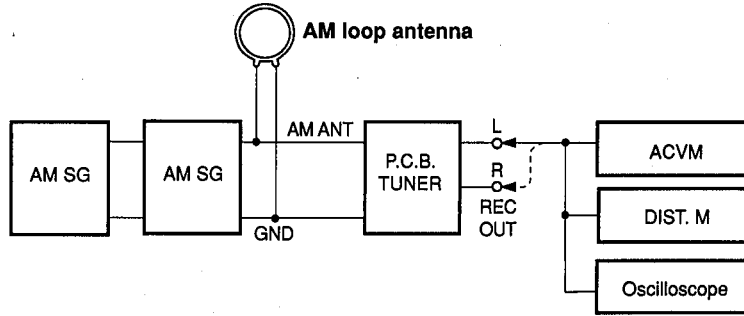 AM loop antenna
AM SG
AM SG
AM ANT
GND
P.C.B.
TUNER
L
R
REC
OUT
ACVM
DIST. M
Oscilloscope